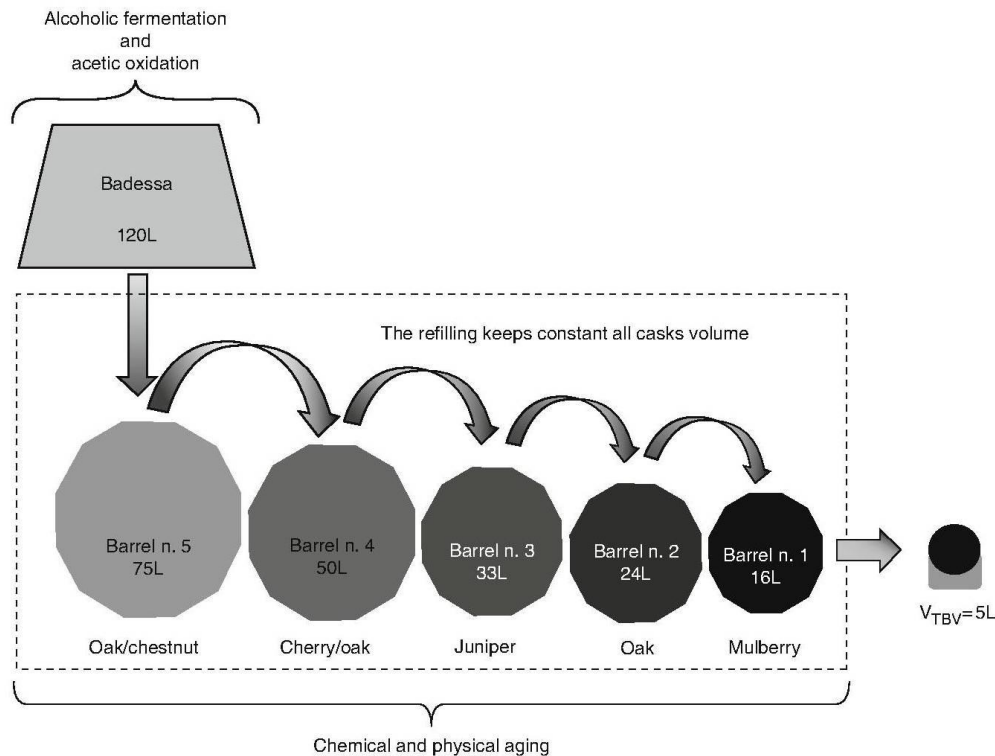 Alcoholic fermentation
and
acetic oxidation
Badessa
120L
The refilling keeps constant all casks volume
Barrel n. 5
75L
Barrel n. 4
50L
Barrel n. 3
33L
Barrel n. 2
24L
Barrel n. 1
16L
V_TBV=5L
Oak/chestnut
Cherry/oak
Juniper
Oak
Mulberry
Chemical and physical aging